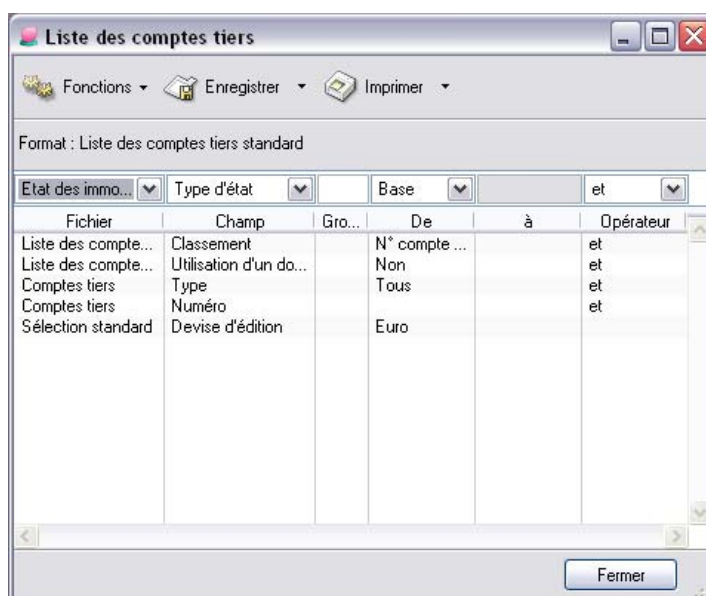 Liste des comptes tiers
Fonctions Enregistrer Imprimer
Format : Liste des comptes tiers standard
Etat des immo... Type d'état Base et
Fichier Champ Gro... De à Opérateur
Liste des compte... Classement N° compte ... et
Liste des compte... Utilisation d'un do... Non et
Comptes tiers Type Tous et
Comptes tiers Numéro et
Sélection standard Devise d'édition Euro
Fermer